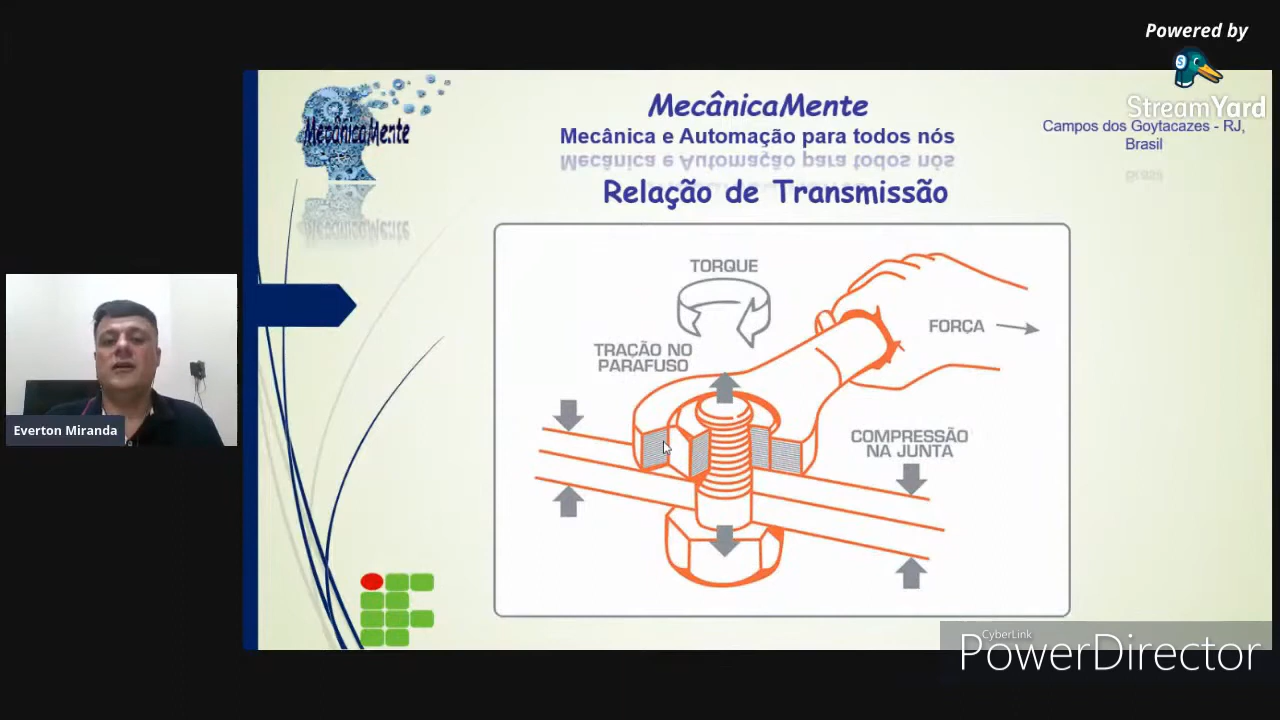 Powered by
StreamYard
MecânicaMente
MecânicaMente
Mecânica e Automação para todos nós
Campos dos Goytacazes - RJ,
Brasil
Relação de Transmissão
TORQUE
FORÇA
TRAÇÃO NO
PARAFUSO
COMPRESSÃO
NA JUNTA
Everton Miranda
CyberLink
PowerDirector